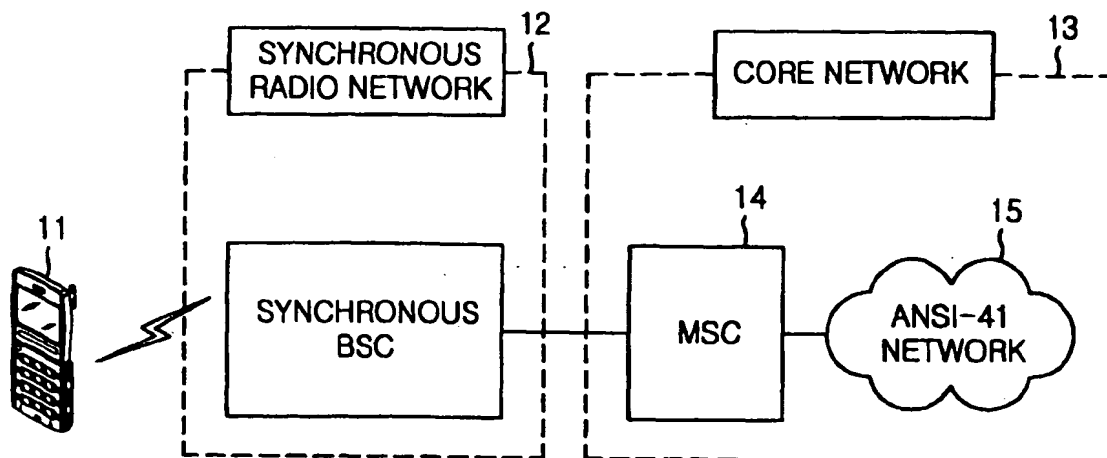 SYNCHRONOUS
RADIO NETWORK
12
CORE NETWORK
13
11
SYNCHRONOUS
BSC
14
MSC
15
ANSI-41
NETWORK